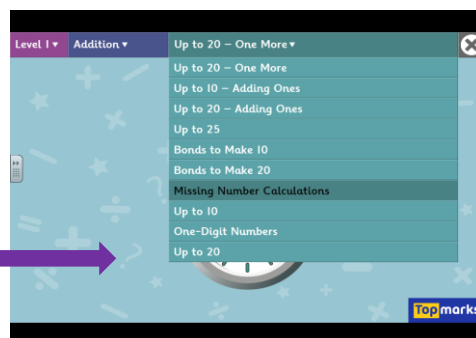 Level 1▾ Addition▾ Up to 20 – One More▾
Up to 20 – One More
Up to 10 – Adding Ones
Up to 20 – Adding Ones
Up to 25
Bonds to Make 10
Bonds to Make 20
Missing Number Calculations
Up to 10
One-Digit Numbers
Up to 20
Topmarks